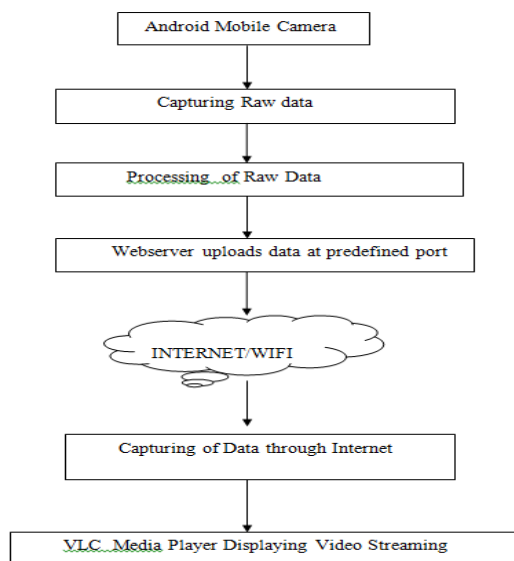 Android Mobile Camera
Capturing Raw data
Processing of Raw Data
Webserver uploads data at predefined port
INTERNET/WIFI
Capturing of Data through Internet
VLC Media Player Displaying Video Streaming